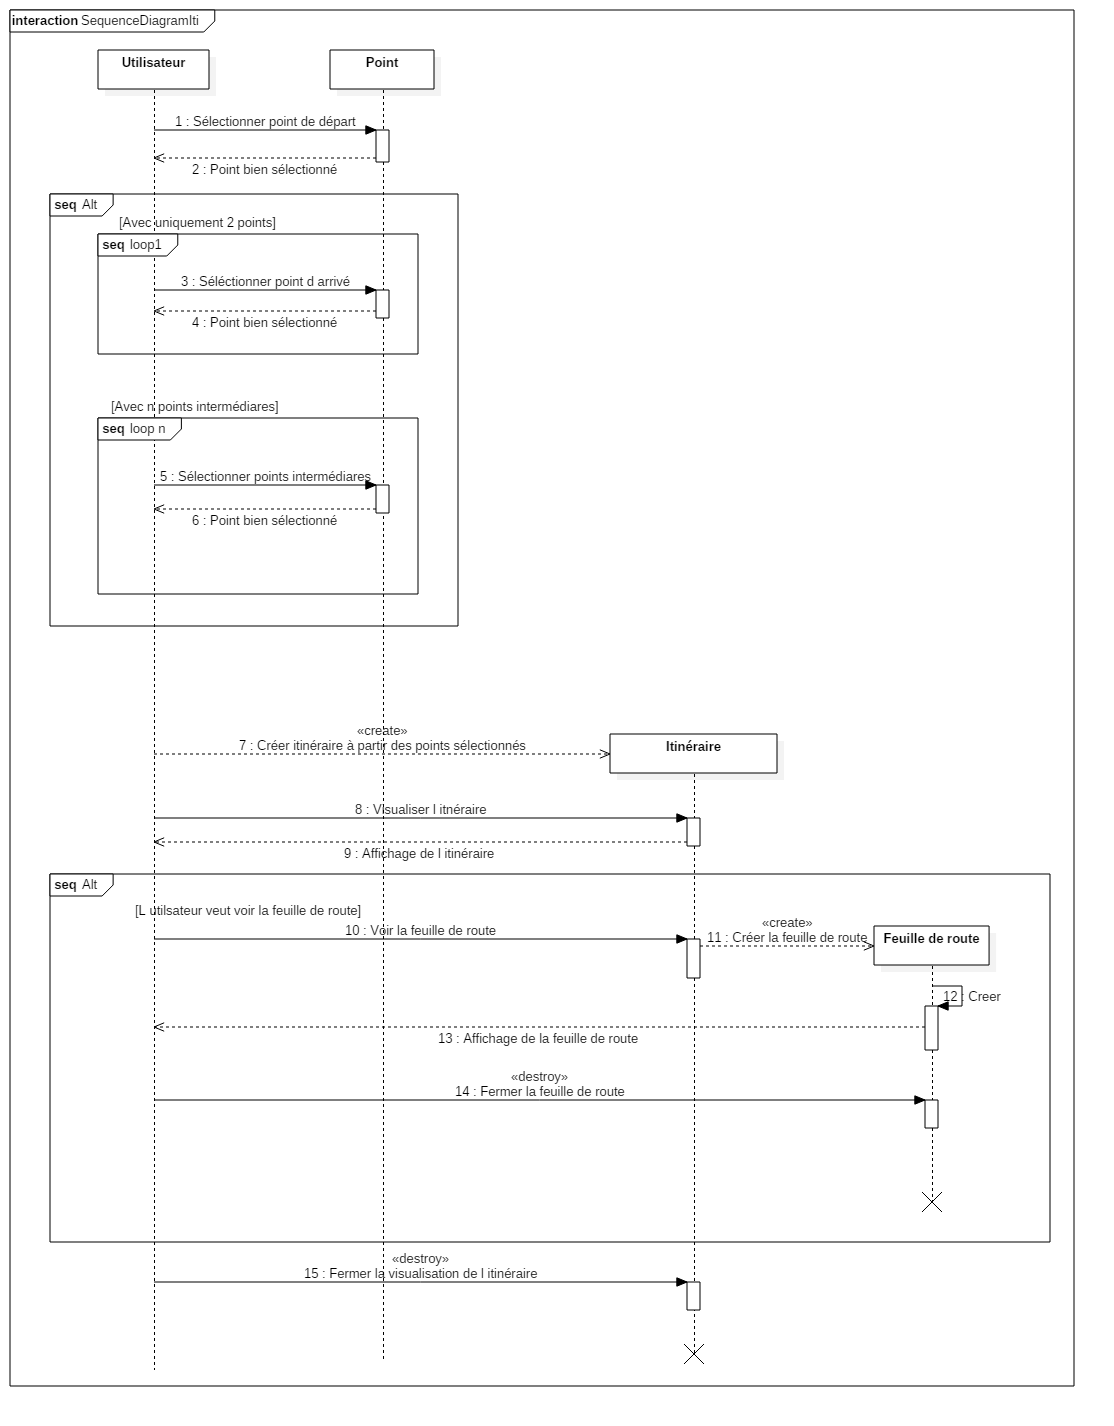 interaction SequenceDiagramIti
Utilisateur
Point
1 : Sélectionner point de départ
2 : Point bien sélectionné
seq Alt
[Avec uniquement 2 points]
seq loop1
3 : Séléctionner point d arrivé
4 : Point bien sélectionné
[Avec n points intermédiares]
seq loop n
5 : Sélectionner points intermédiares
6 : Point bien sélectionné
«create»
7 : Créer itinéraire à partir des points sélectionnés
Itinéraire
8 : Visualiser l itnéraire
9 : Affichage de l itinéraire
seq Alt
[L utilsateur veut voir la feuille de route]
10 : Voir la feuille de route
«create»
11 : Créer la feuille de route
Feuille de route
12 : Creer
13 : Affichage de la feuille de route
«destroy»
14 : Fermer la feuille de route
«destroy»
15 : Fermer la visualisation de l itinéraire